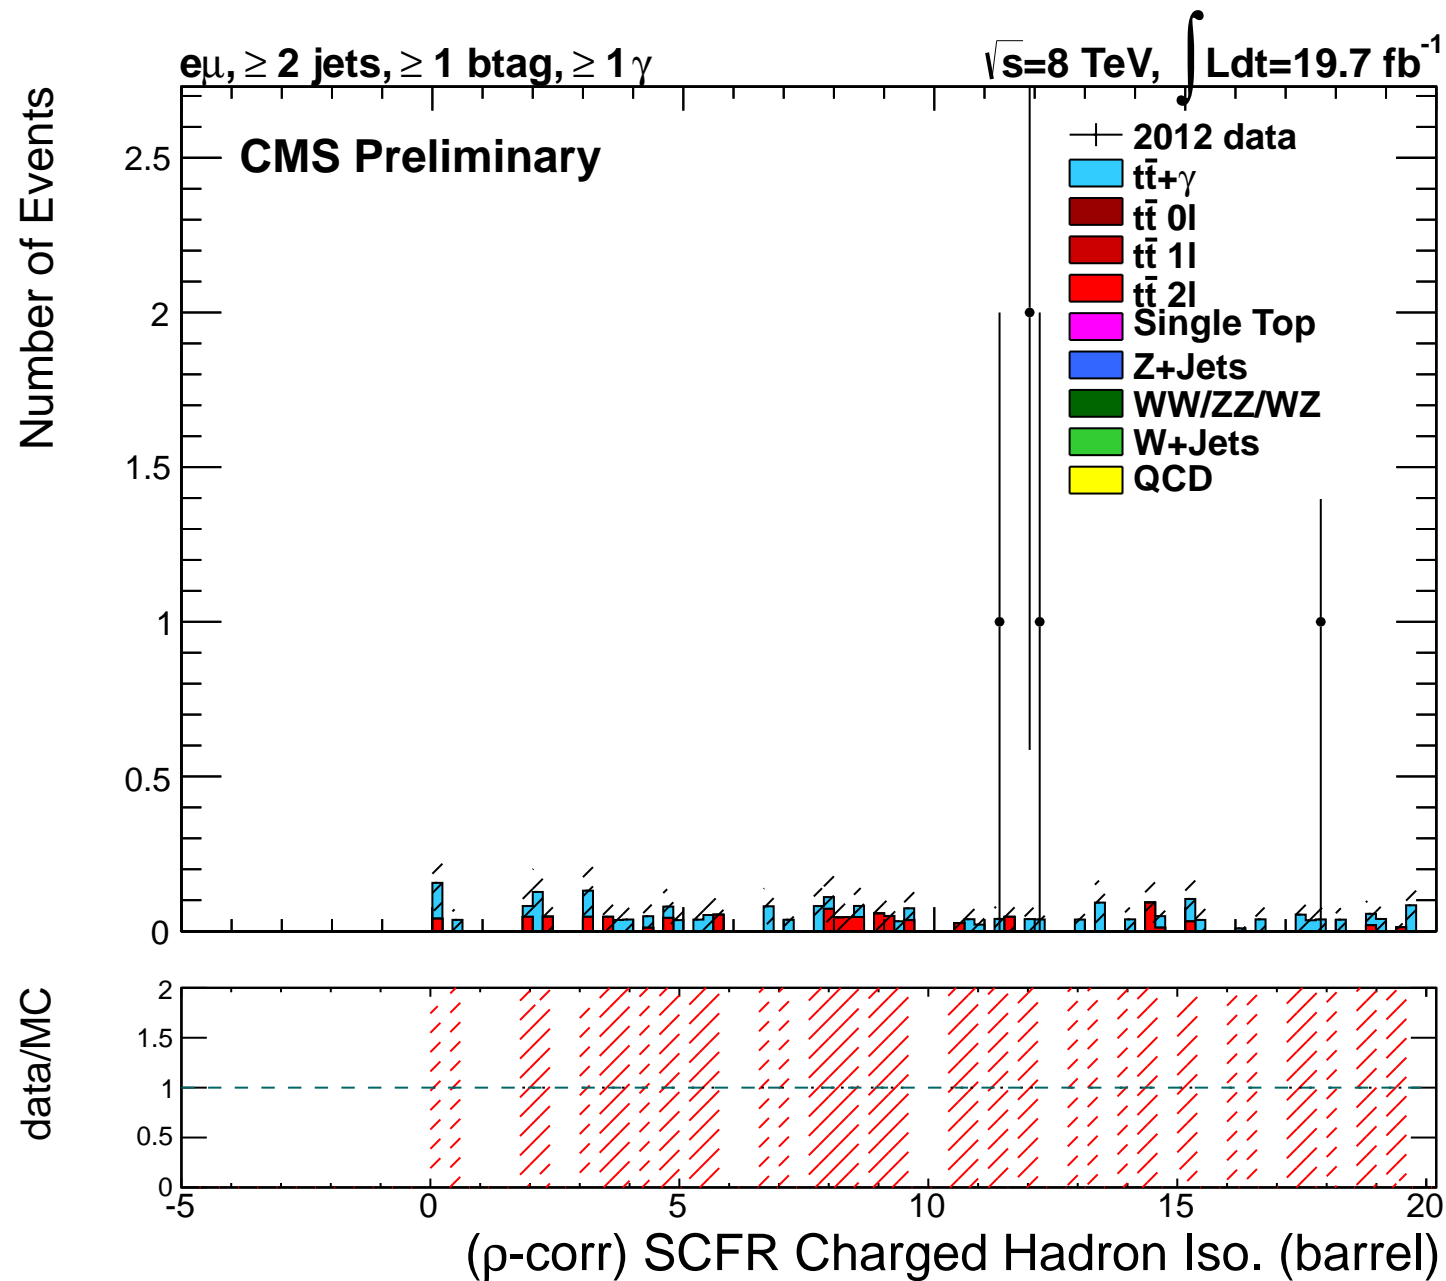 eμ, ≥ 2 jets, ≥ 1 btag, ≥ 1 γ
√s=8 TeV, ∫ Ldt=19.7 fb⁻¹
CMS Preliminary
2012 data
tt̄+γ
tt̄ 0l
tt̄ 1l
tt̄ 2l
Single Top
Z+Jets
WW/ZZ/WZ
W+Jets
QCD
Number of Events
2.5
2
1.5
1
0.5
0
data/MC
2
1.5
1
0.5
0
-5 0 5 10 15 20
(ρ-corr) SCFR Charged Hadron Iso. (barrel)